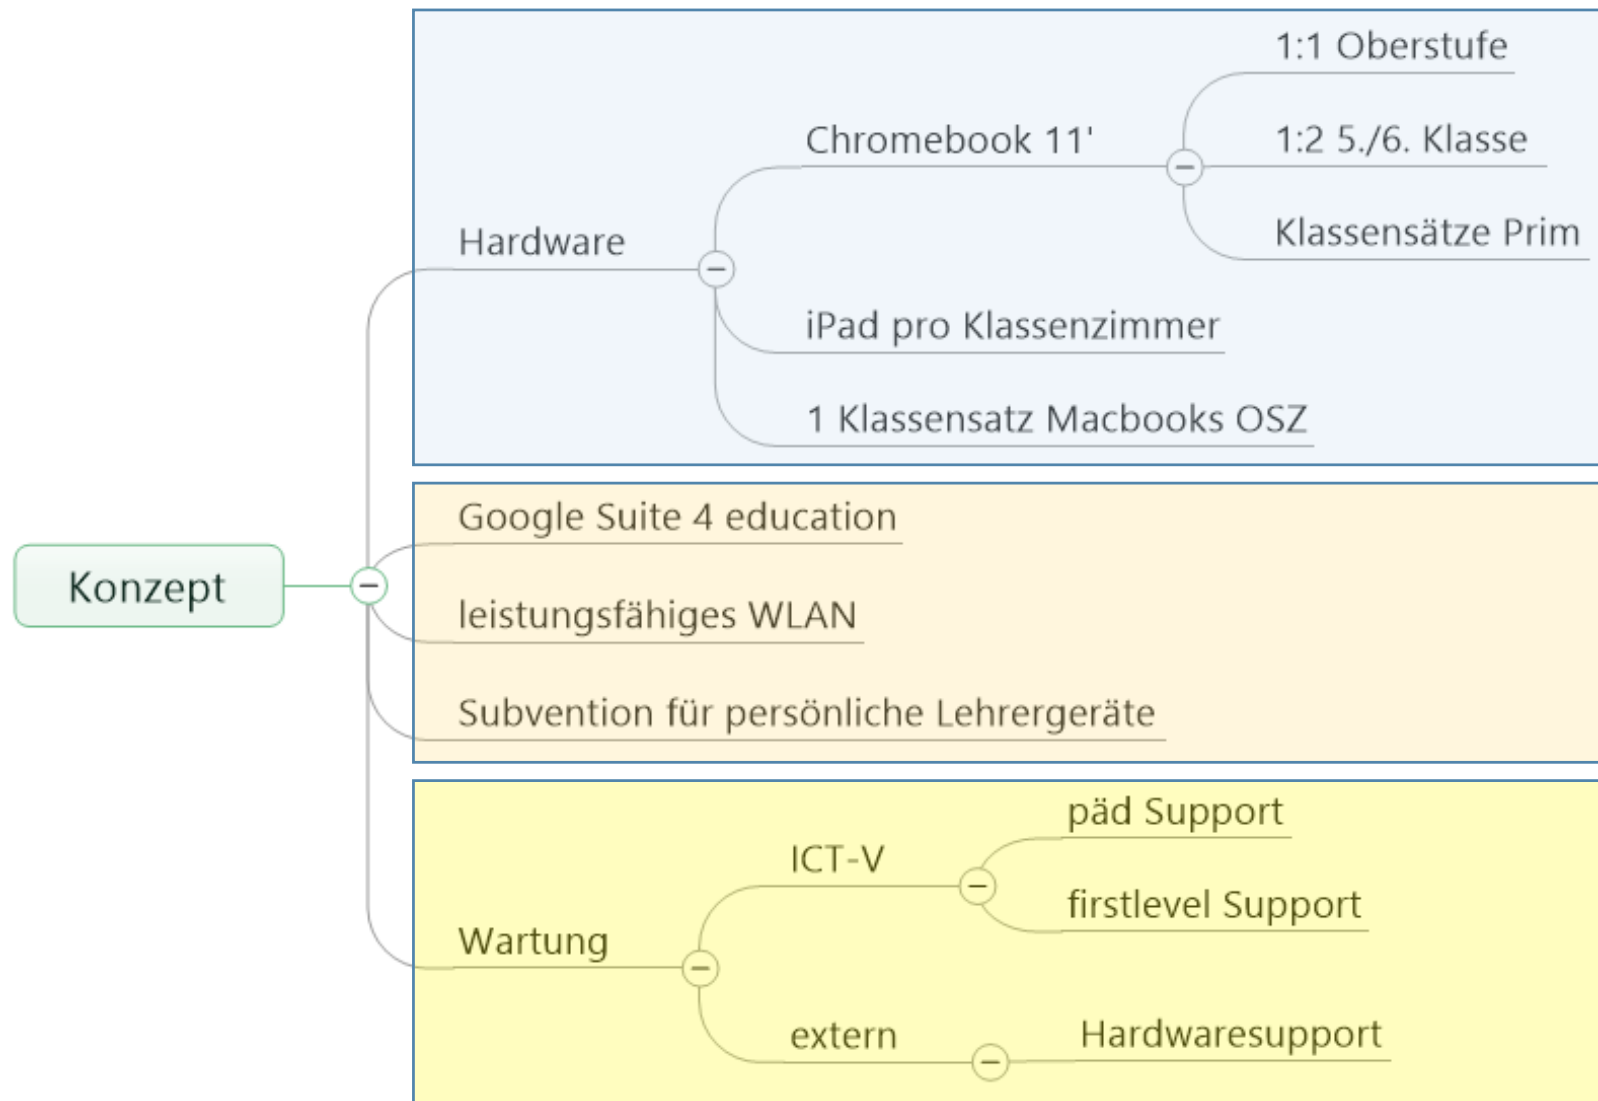 1:1 Oberstufe
Chromebook 11'
1:2 5./6. Klasse
Klassensätze Prim
Hardware
iPad pro Klassenzimmer
1 Klassensatz Macbooks OSZ
Google Suite 4 education
Konzept
leistungsfähiges WLAN
Subvention für persönliche Lehrergeräte
päd Support
ICT-V
firstlevel Support
Wartung
extern
Hardwaresupport